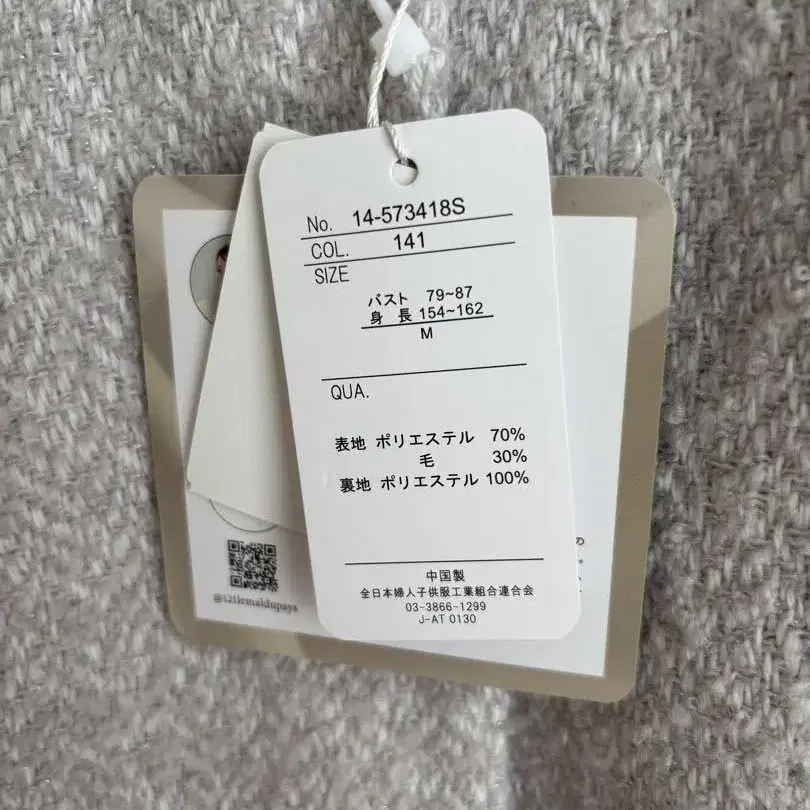 No. 14-573418S
COL. 141
SIZE
バスト 79~87
身 長 154~162
M
QUA.
表地 ポリエステル 70%
毛 30%
裏地 ポリエステル 100%
中国製
全日本婦人子供服工業組合連合会
03-3866-1299
J-AT 0130
@12llemaldupays
の